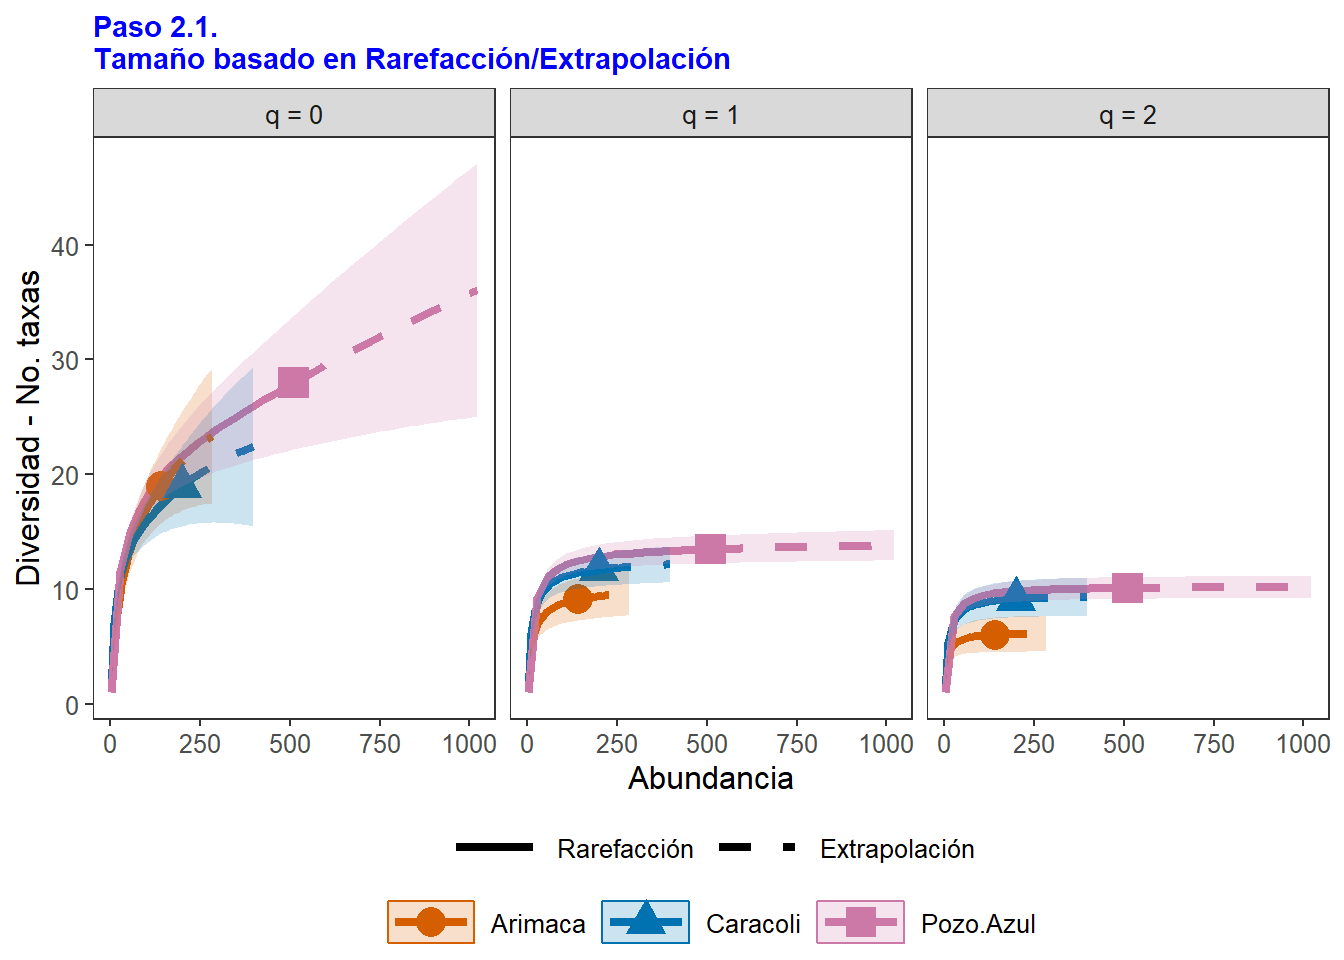 Paso 2.1.
Tamaño basado en Rarefacción/Extrapolación
q = 0
q = 1
q = 2
Diversidad - No. taxas
40
30
20
10
0
0 250 500 750 1000
0 250 500 750 1000
0 250 500 750 1000
Abundancia
Rarefacción Extrapolación
Arimaca Caracoli Pozo.Azul